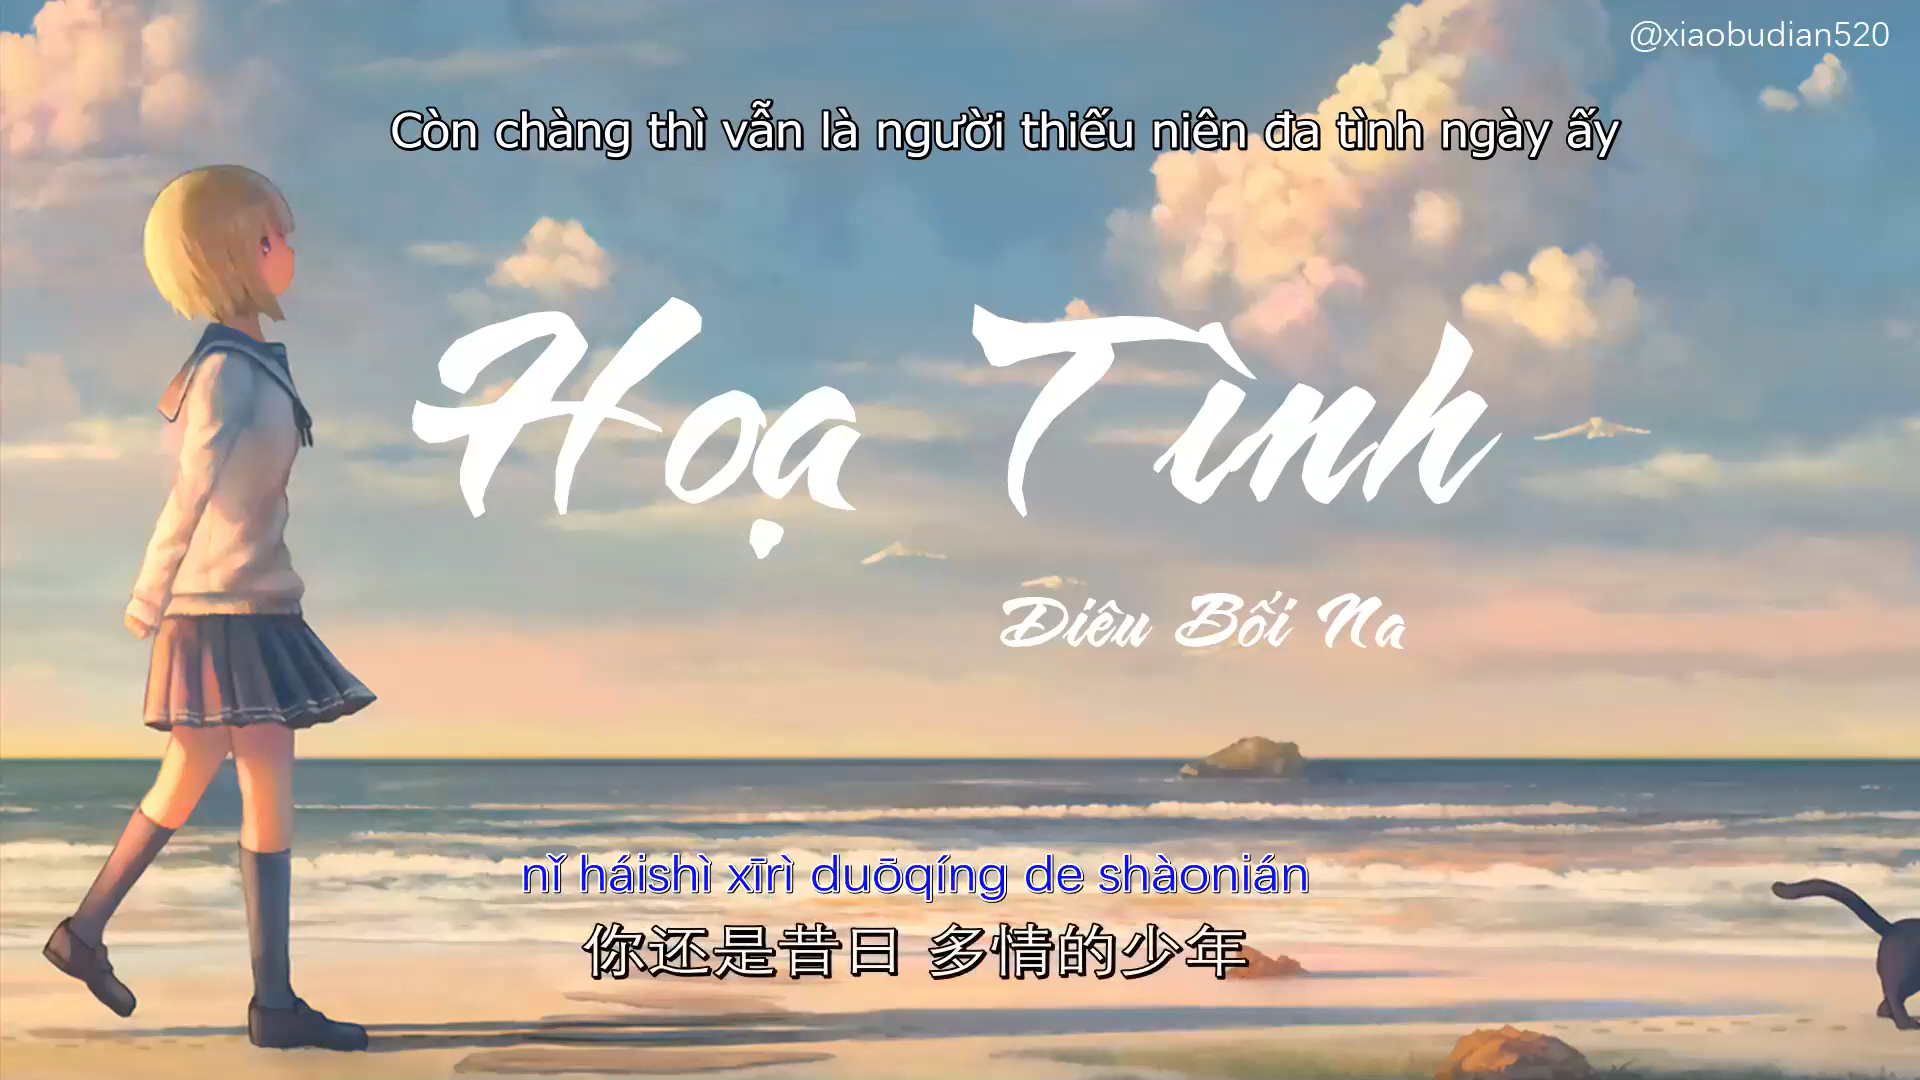 @xiaobudian520
Còn chàng thì vẫn là người thiếu niên đa tình ngày ấy
Họa Tình
Diêu Bối Na
nǐ háishì xīrì duōqíng de shàonián
你还是昔日 多情的少年